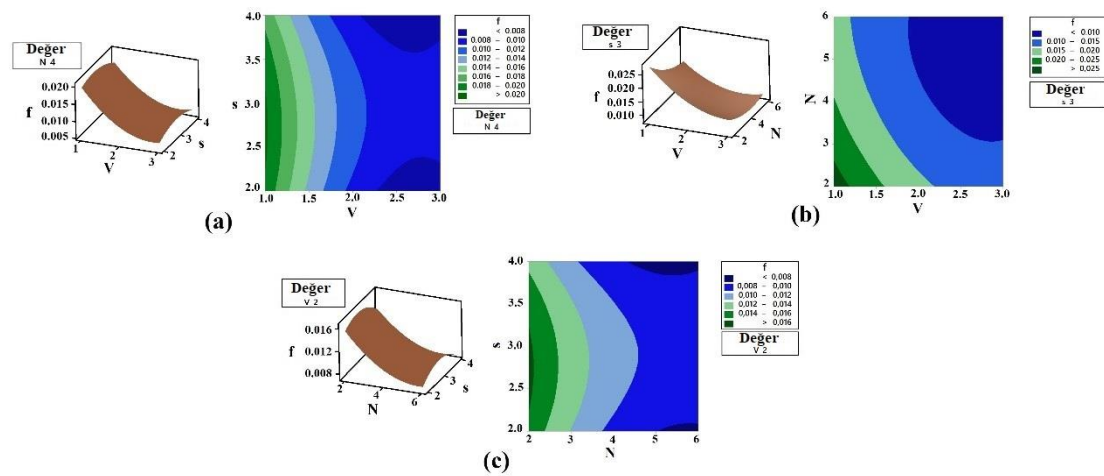 Değer
N 4
0.020
0.015
0.010
0.005
f
1
2
3
V
2
3
4
s
4.0
3.5
3.0
2.5
2.0
s
1.0
1.5
2.0
2.5
3.0
V
f
< 0.008
0.008 – 0.010
0.010 – 0.012
0.012 – 0.014
0.014 – 0.016
0.016 – 0.018
0.018 – 0.020
> 0.020
Değer
N 4
(a)
Değer
s 3
0.025
0.020
0.015
0.010
f
1
2
3
V
2
4
6
N
6
5
4
3
2
N
1.0
1.5
2.0
2.5
3.0
V
f
< 0.010
0.010 – 0.015
0.015 – 0.020
0.020 – 0.025
> 0,025
Değer
s 3
(b)
Değer
V 2
0.016
0.012
0.008
f
2
4
6
N
2
3
4
s
4.0
3.5
3.0
2.5
2.0
s
2
3
4
5
6
N
f
< 0,008
0,008 – 0,010
0,010 – 0,012
0,012 – 0,014
0,014 – 0,016
> 0,016
Değer
V 2
(c)